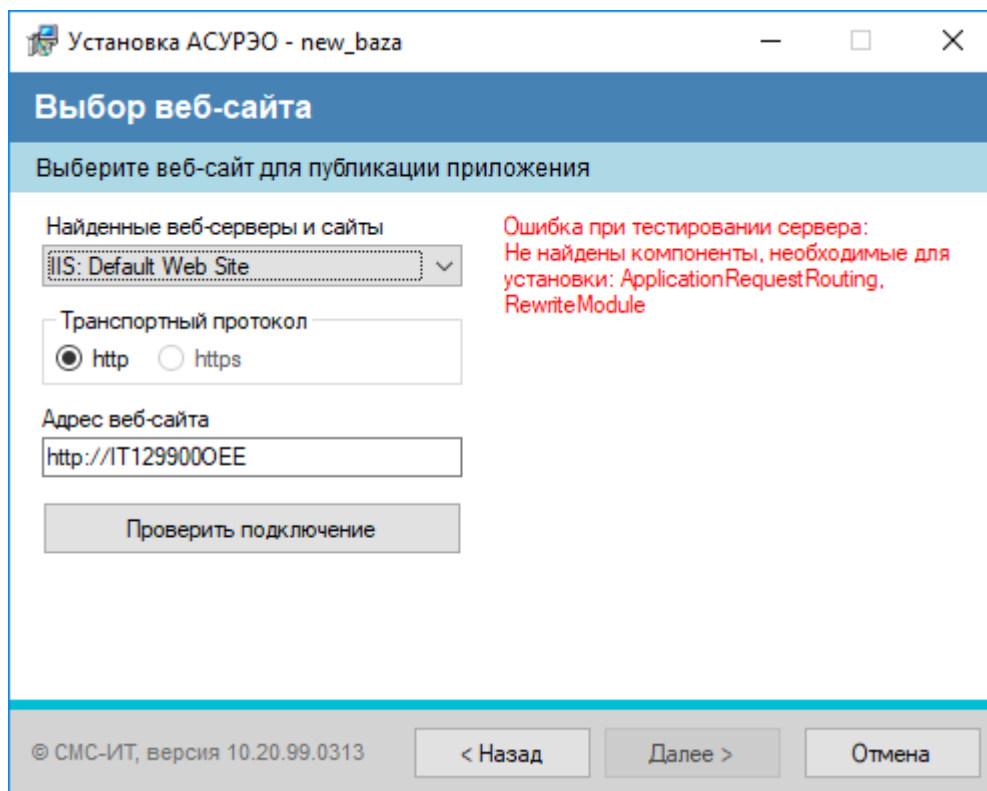 Установка АСУРЭО - new_baza
Выбор веб-сайта
Выберите веб-сайт для публикации приложения
Найденные веб-серверы и сайты
IIS: Default Web Site
Транспортный протокол
http
https
Адрес веб-сайта
http://IT129900OEE
Проверить подключение
Ошибка при тестировании сервера:
Не найдены компоненты, необходимые для
установки: ApplicationRequestRouting,
RewriteModule
© СМС-ИТ, версия 10.20.99.0313
< Назад
Далее >
Отмена